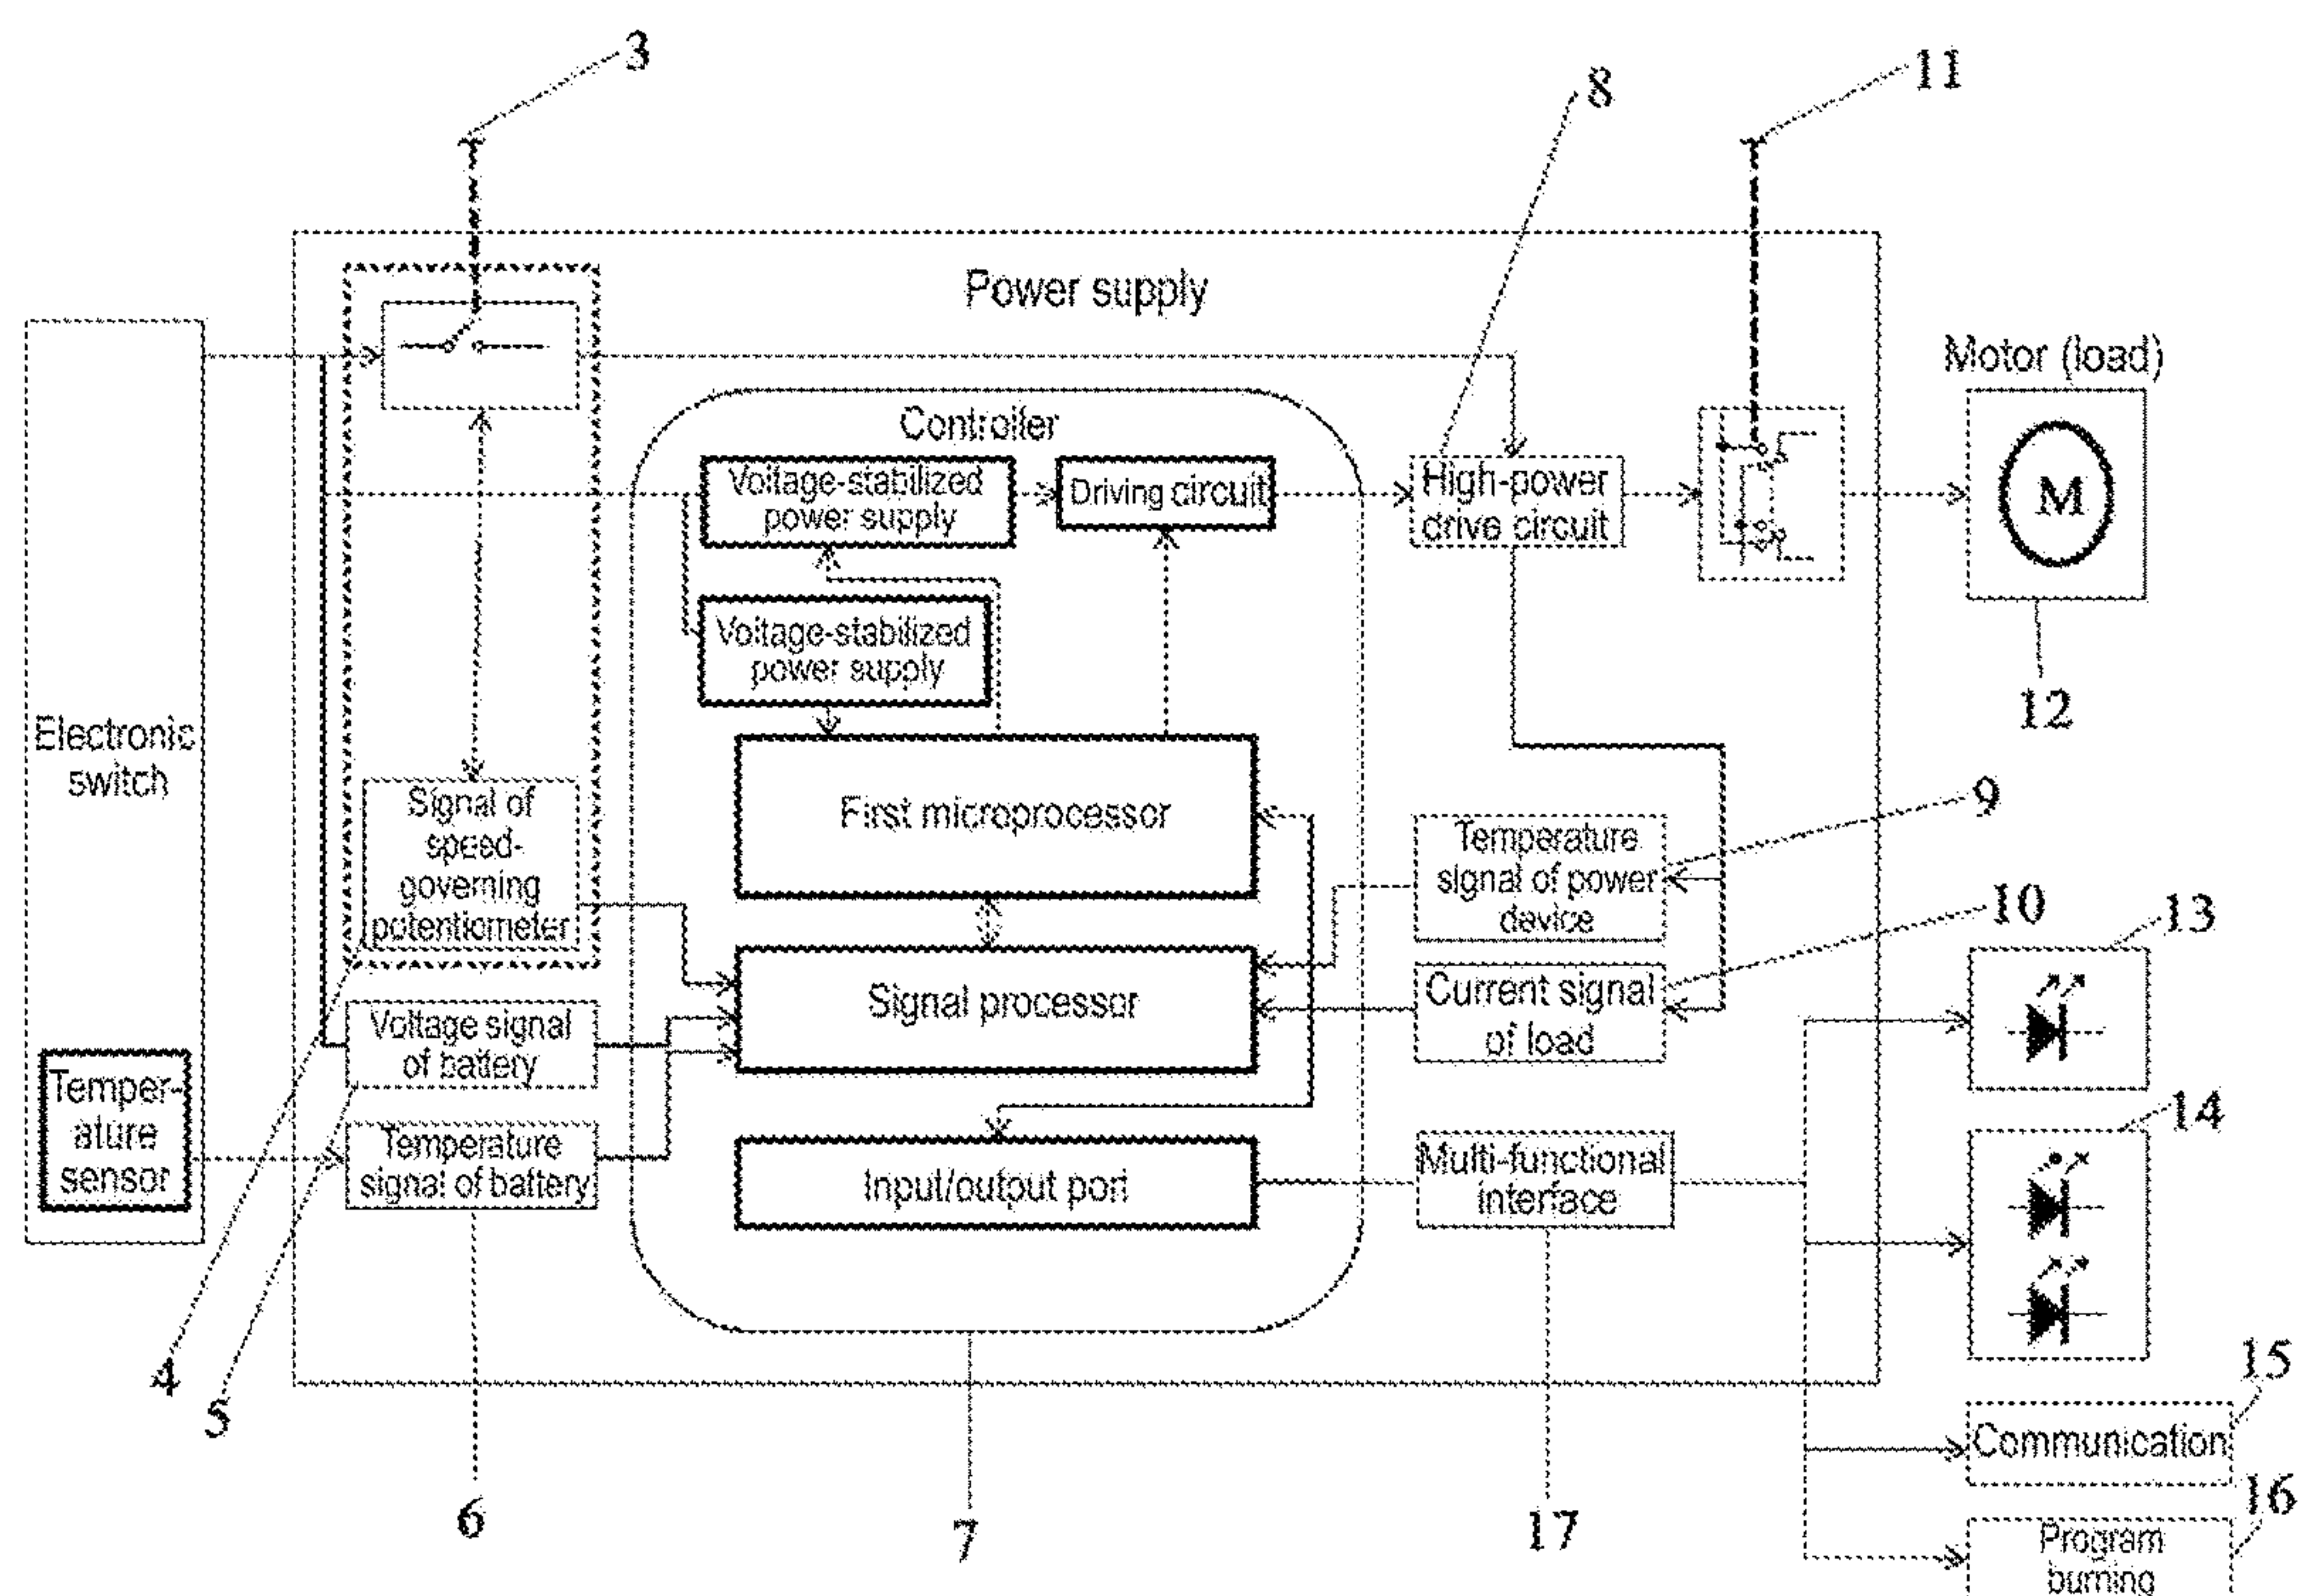 3
8
11
Power supply
Motor (load)
Controller
Voltage-stabilized
power supply
Driving circuit
High-power
drive circuit
M
Voltage-stabilized
power supply
12
Electronic
switch
Signal of
speed-
governing
potentiometer
First microprocessor
Temperature
signal of power
device
9
10
13
Signal processor
Current signal
of load
Voltage signal
of battery
Temper-
ature
sensor
Temperature
signal of battery
Input/output port
Multi-functional
interface
14
4
5
15
Communication
6
7
17
16
Program
burning